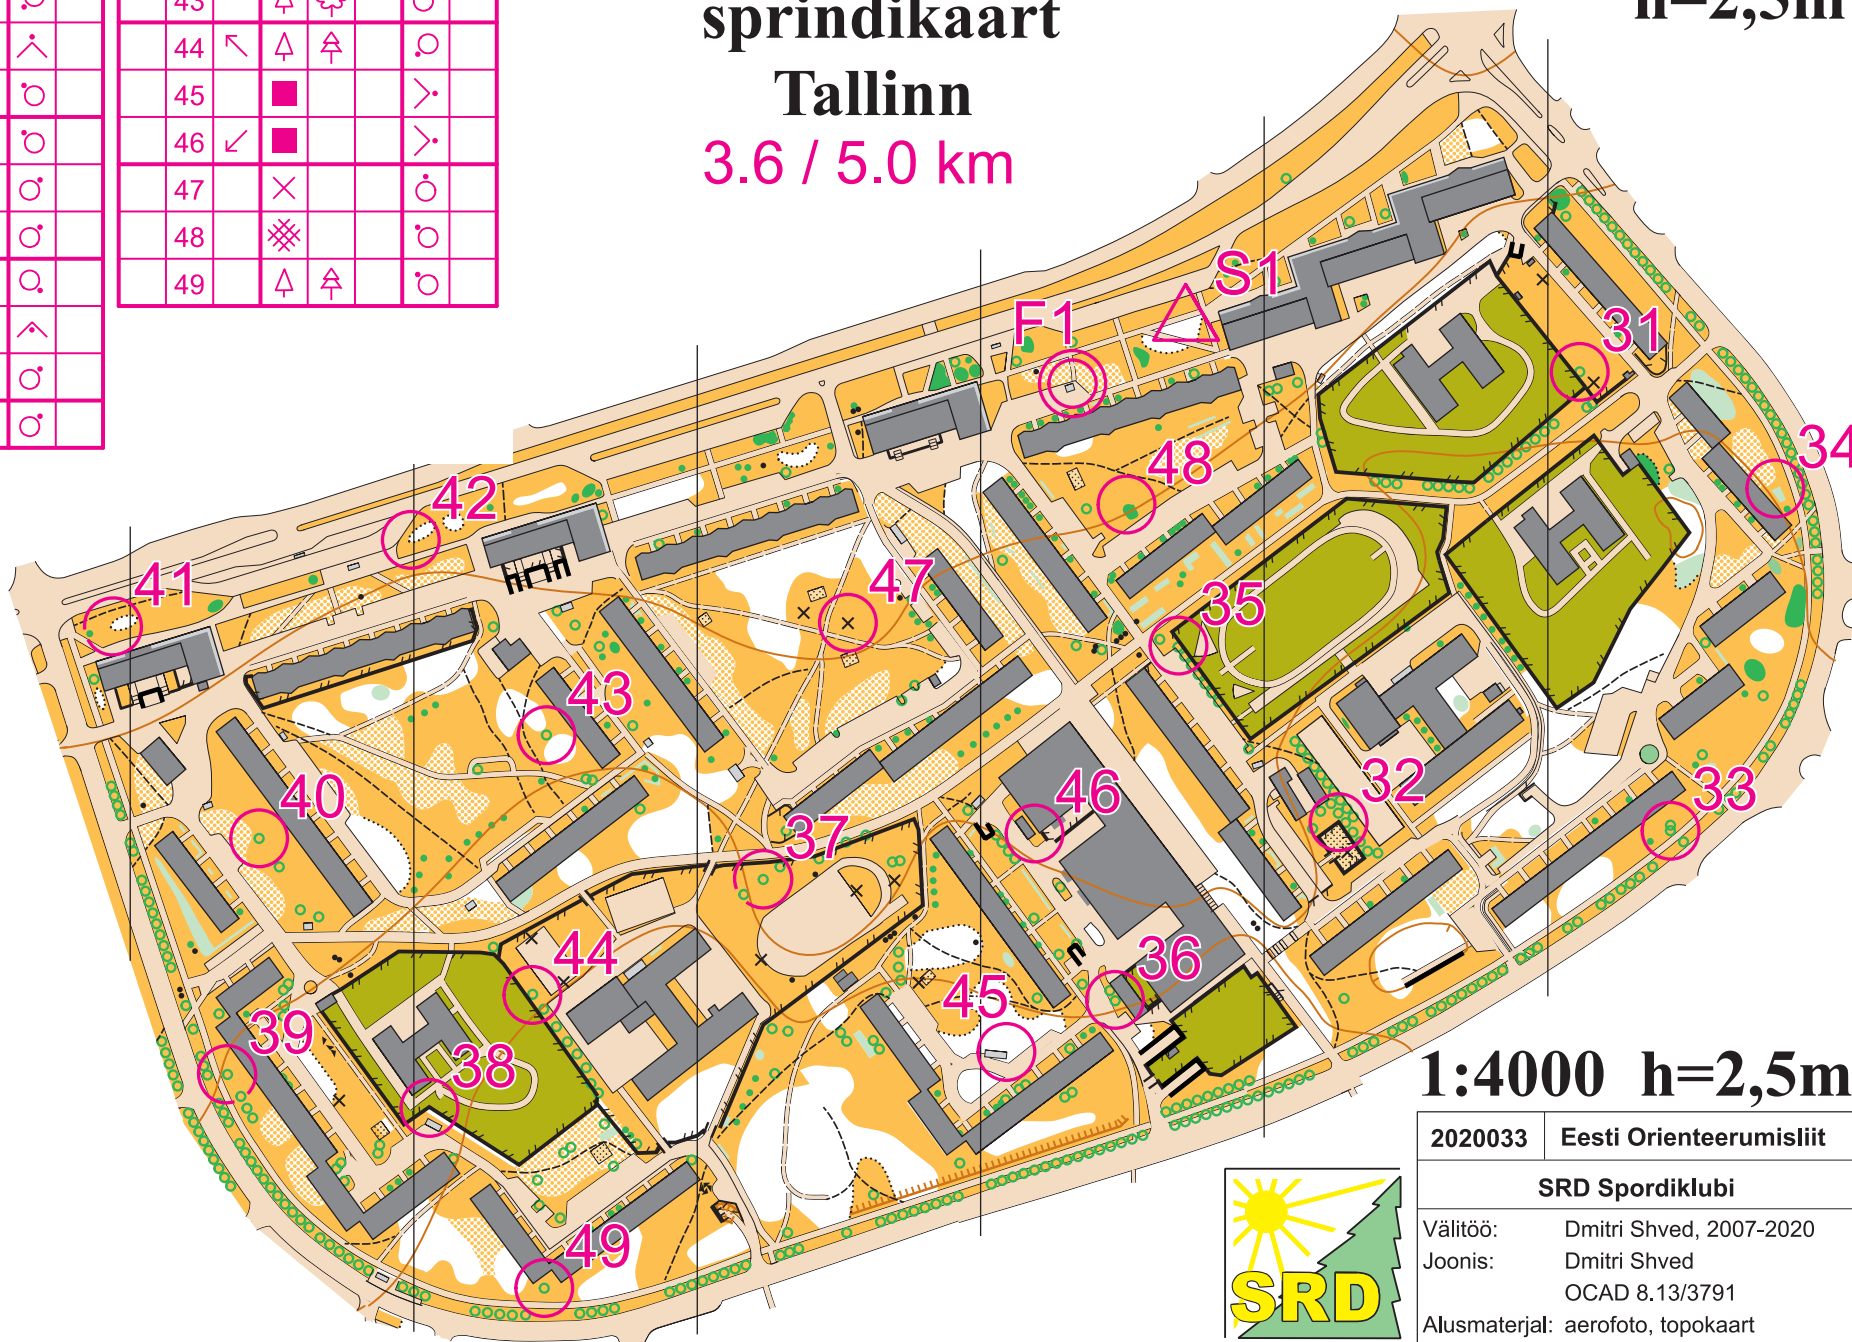 sprindikaart
Tallinn
3.6 / 5.0 km
h=2,5m
43
44
45
46
47
48
49
S1
F1
31
34
48
42
41
47
35
43
32
33
40
46
37
44
36
45
39
38
49
1:4000 h=2,5m
2020033 Eesti Orienteerumisliit
SRD Spordiklubi
Välitöö: Dmitri Shved, 2007-2020
Joonis: Dmitri Shved
OCAD 8.13/3791
Alusmaterjal: aerofoto, topokaart
SRD